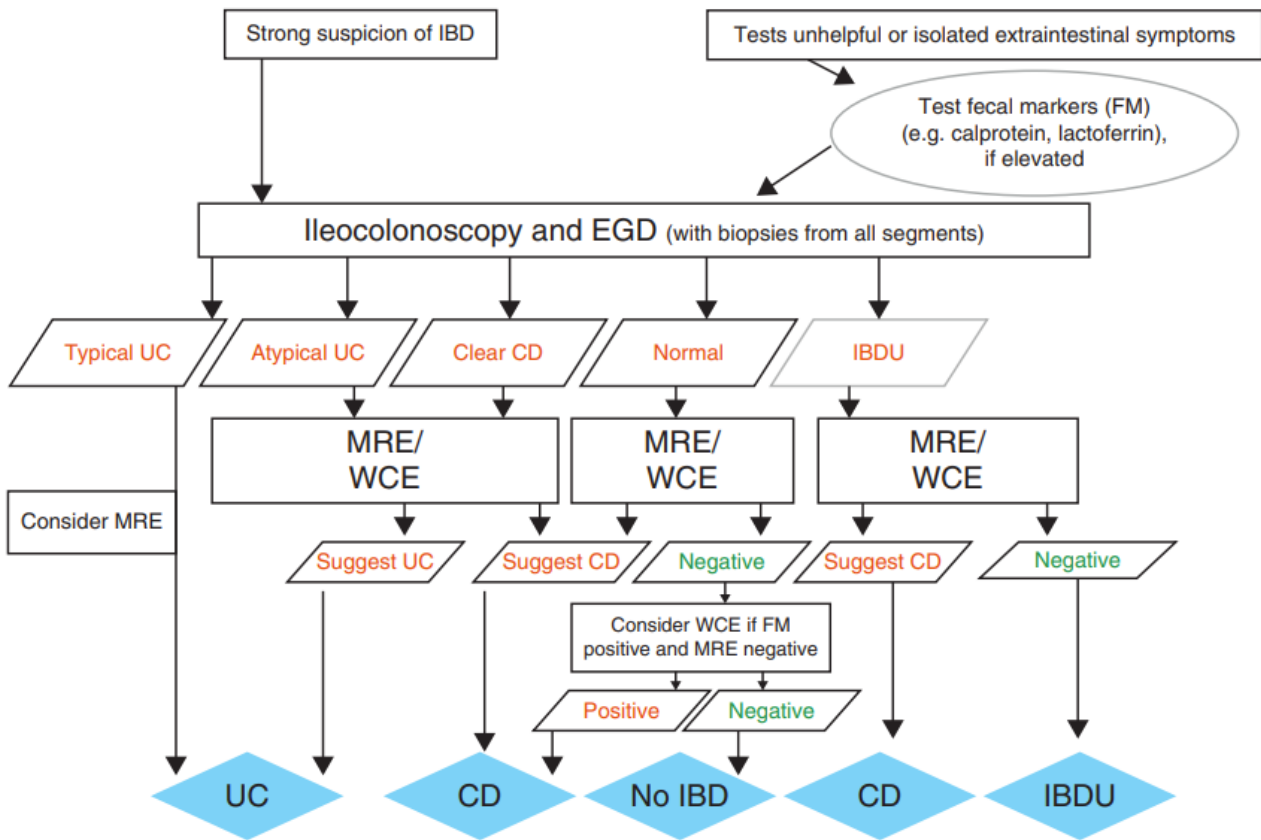 Strong suspicion of IBD
Tests unhelpful or isolated extraintestinal symptoms
Test fecal markers (FM)
(e.g. calprotein, lactoferrin),
if elevated
Ileocolonoscopy and EGD (with biopsies from all segments)
Typical UC
Atypical UC
Clear CD
Normal
IBDU
MRE/
WCE
MRE/
WCE
MRE/
WCE
Consider MRE
Suggest UC
Suggest CD
Negative
Suggest CD
Negative
Consider WCE if FM
positive and MRE negative
Positive
Negative
UC
CD
No IBD
CD
IBDU